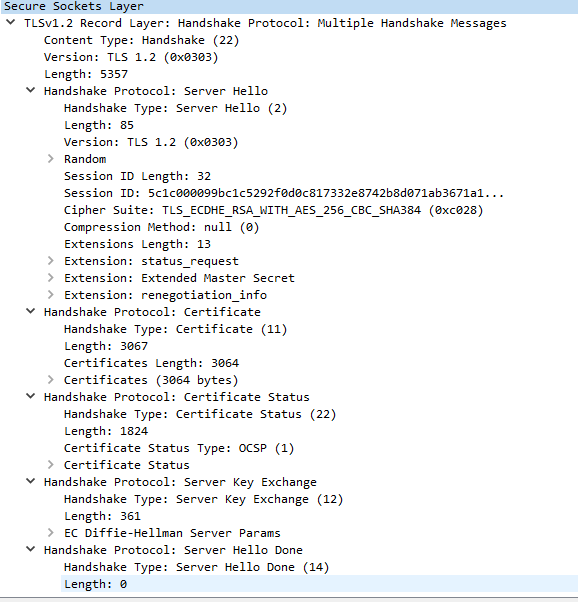 Secure Sockets Layer
TLSv1.2 Record Layer: Handshake Protocol: Multiple Handshake Messages
Content Type: Handshake (22)
Version: TLS 1.2 (0x0303)
Length: 5357
Handshake Protocol: Server Hello
Handshake Type: Server Hello (2)
Length: 85
Version: TLS 1.2 (0x0303)
Random
Session ID Length: 32
Session ID: 5c1c000099bc1c5292f0d0c817332e8742b8d071ab3671a1...
Cipher Suite: TLS_ECDHE_RSA_WITH_AES_256_CBC_SHA384 (0xc028)
Compression Method: null (0)
Extensions Length: 13
Extension: status_request
Extension: Extended Master Secret
Extension: renegotiation_info
Handshake Protocol: Certificate
Handshake Type: Certificate (11)
Length: 3067
Certificates Length: 3064
Certificates (3064 bytes)
Handshake Protocol: Certificate Status
Handshake Type: Certificate Status (22)
Length: 1824
Certificate Status Type: OCSP (1)
Certificate Status
Handshake Protocol: Server Key Exchange
Handshake Type: Server Key Exchange (12)
Length: 361
EC Diffie-Hellman Server Params
Handshake Protocol: Server Hello Done
Handshake Type: Server Hello Done (14)
Length: 0